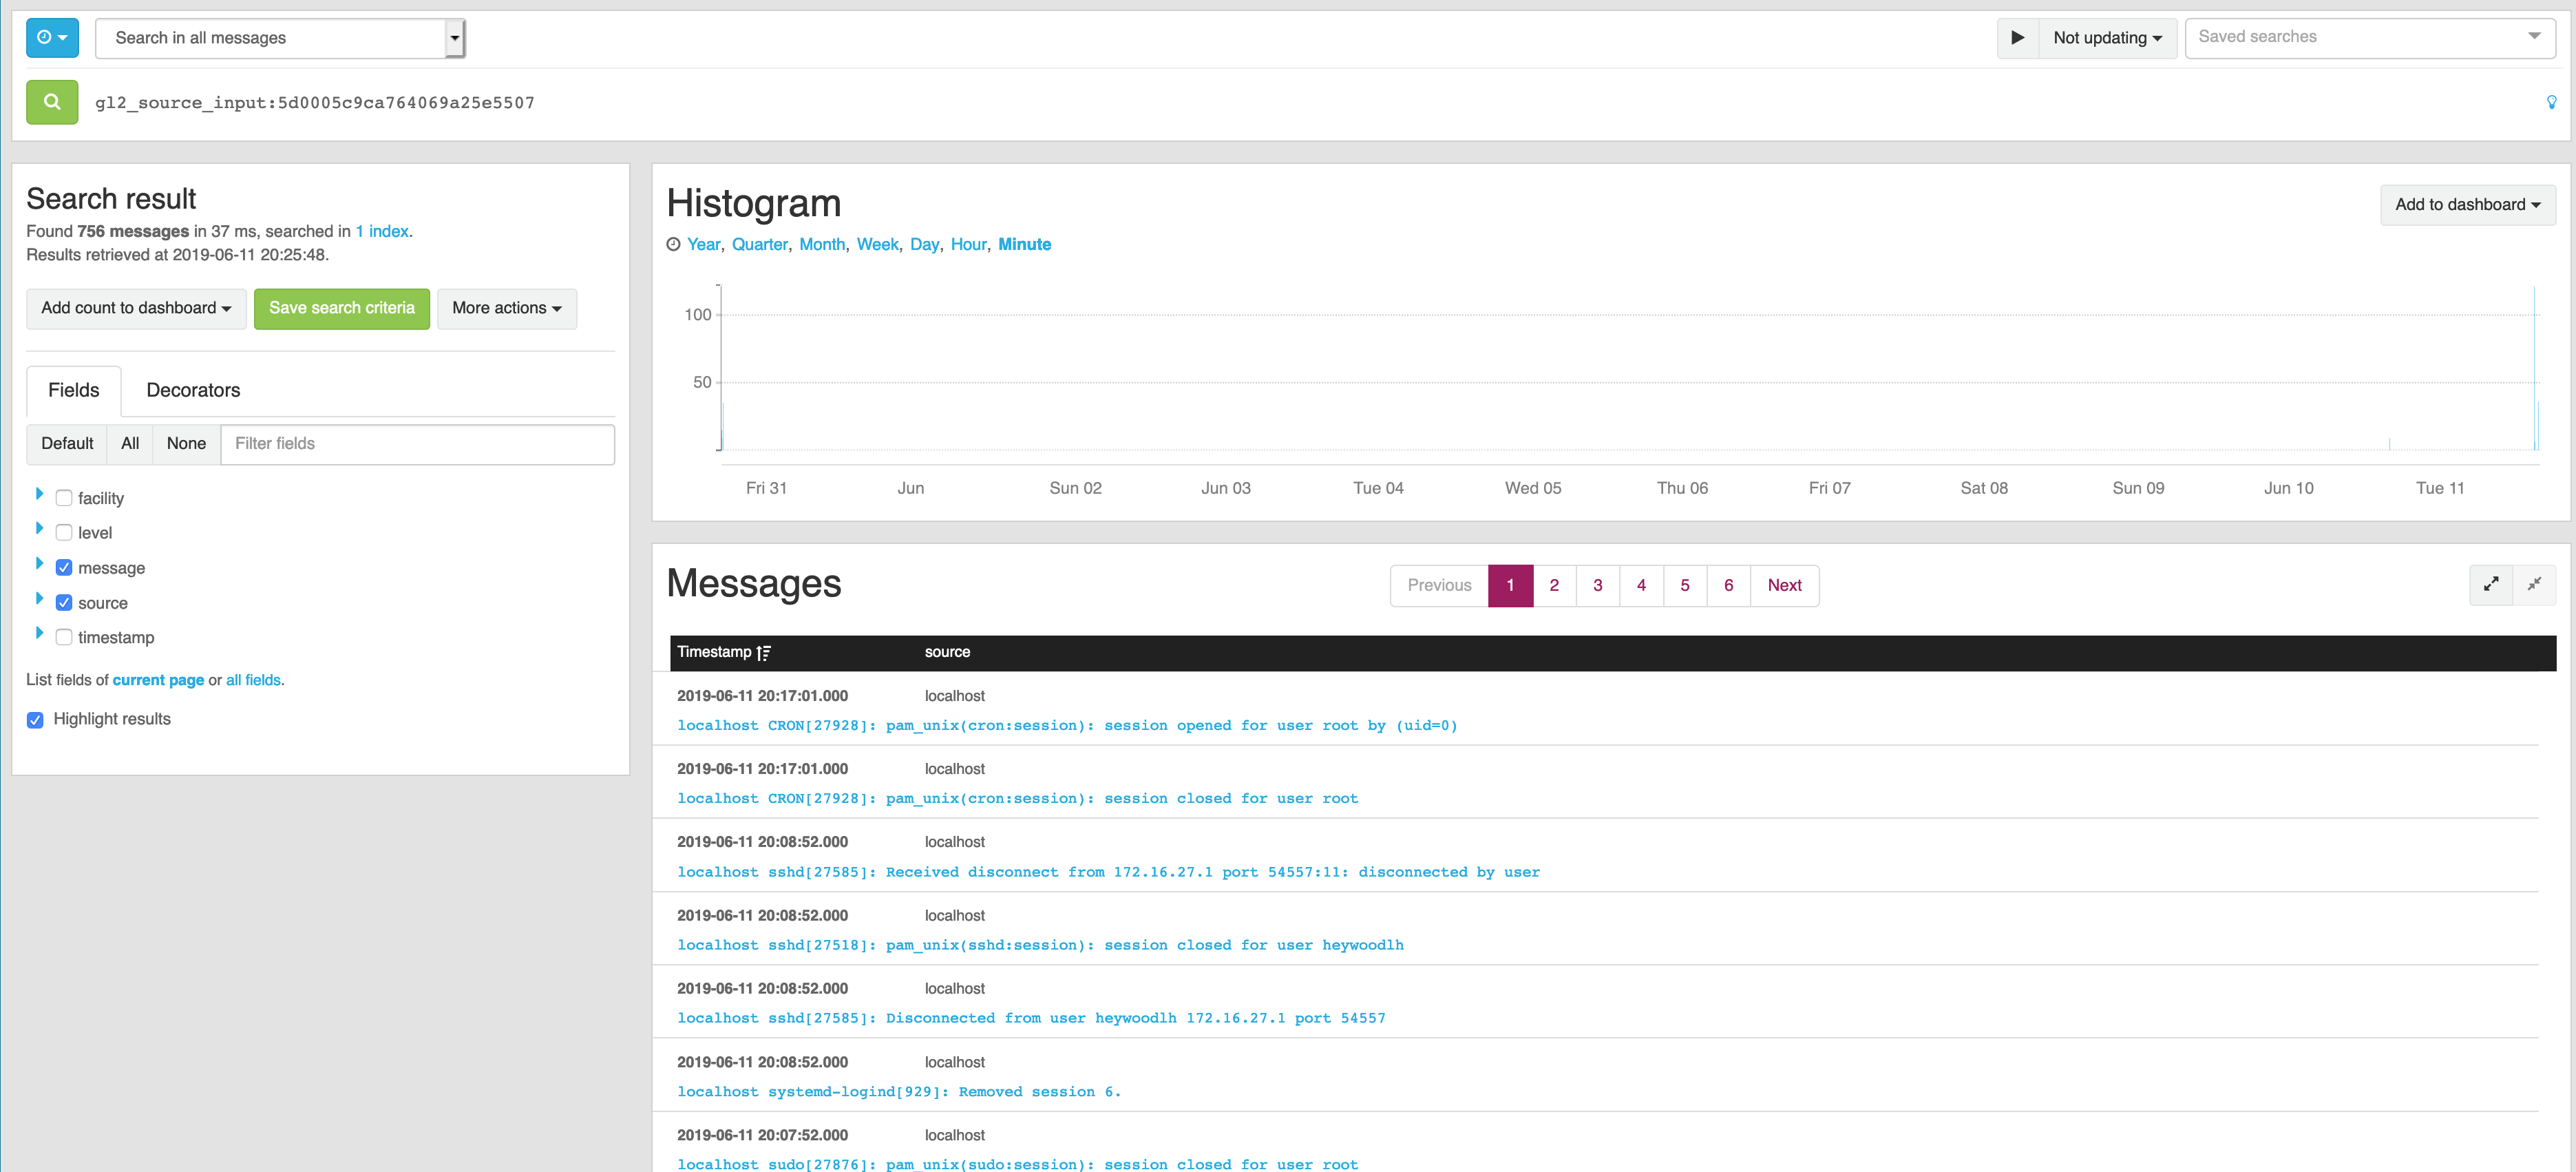 Search in all messages
Not updating
Saved searches
gl2_source_input:5d0005c9ca764069a25e5507
Search result
Found 756 messages in 37 ms, searched in 1 index.
Results retrieved at 2019-06-11 20:25:48.
Add count to dashboard
Save search criteria
More actions
Fields
Decorators
Default
All
None
Filter fields
facility
level
message
source
timestamp
List fields of current page or all fields.
Highlight results
Histogram
Add to dashboard
Year, Quarter, Month, Week, Day, Hour, Minute
100
50
Fri 31
Jun
Sun 02
Jun 03
Tue 04
Wed 05
Thu 06
Fri 07
Sat 08
Sun 09
Jun 10
Tue 11
Messages
Previous 1 2 3 4 5 6 Next
Timestamp source
2019-06-11 20:17:01.000 localhost
localhost CRON[27928]: pam_unix(cron:session): session opened for user root by (uid=0)
2019-06-11 20:17:01.000 localhost
localhost CRON[27928]: pam_unix(cron:session): session closed for user root
2019-06-11 20:08:52.000 localhost
localhost sshd[27585]: Received disconnect from 172.16.27.1 port 54557:11: disconnected by user
2019-06-11 20:08:52.000 localhost
localhost sshd[27518]: pam_unix(sshd:session): session closed for user heywoodlh
2019-06-11 20:08:52.000 localhost
localhost sshd[27585]: Disconnected from user heywoodlh 172.16.27.1 port 54557
2019-06-11 20:08:52.000 localhost
localhost systemd-logind[929]: Removed session 6.
2019-06-11 20:07:52.000 localhost
localhost sudo[27876]: pam_unix(sudo:session): session closed for user root